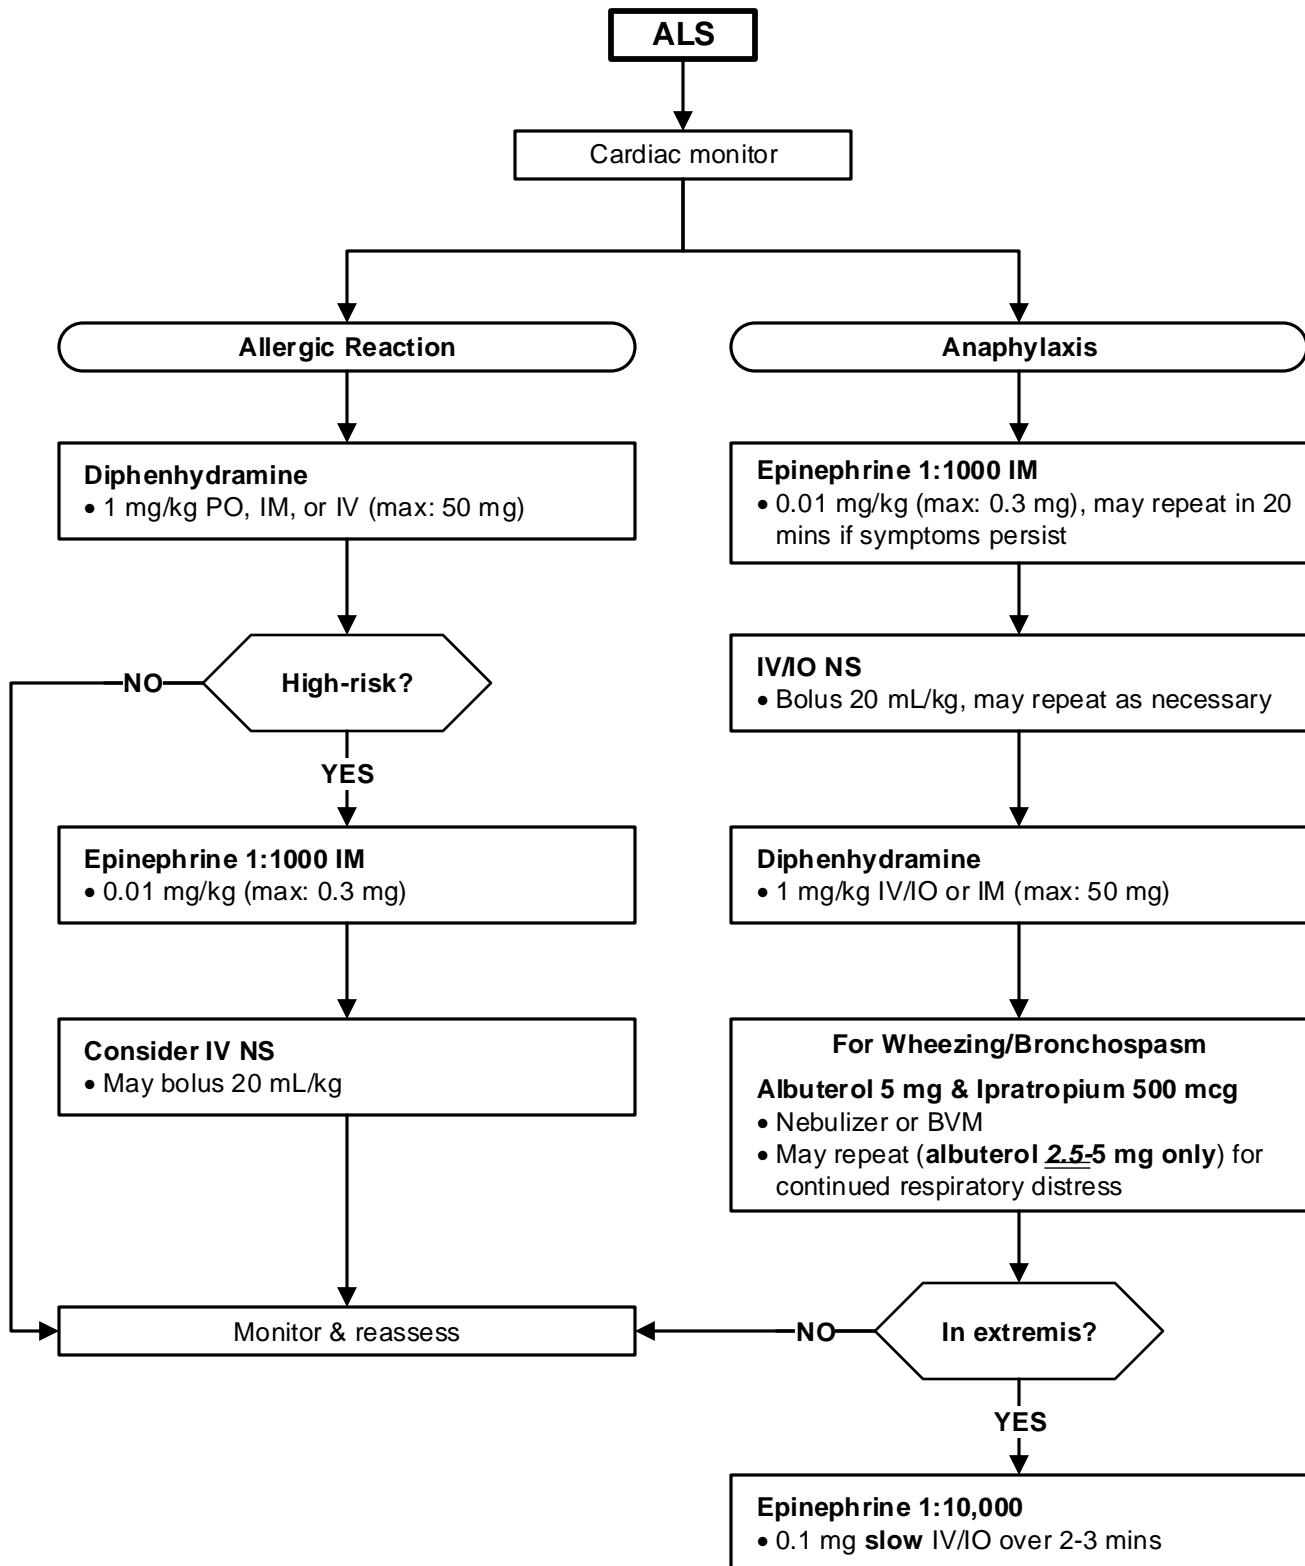 ALS
Cardiac monitor
Allergic Reaction
Diphenhydramine
• 1 mg/kg PO, IM, or IV (max: 50 mg)
High-risk?
NO
YES
Epinephrine 1:1000 IM
• 0.01 mg/kg (max: 0.3 mg)
Consider IV NS
• May bolus 20 mL/kg
Monitor & reassess
Anaphylaxis
Epinephrine 1:1000 IM
• 0.01 mg/kg (max: 0.3 mg), may repeat in 20
mins if symptoms persist
IV/IO NS
• Bolus 20 mL/kg, may repeat as necessary
Diphenhydramine
• 1 mg/kg IV/IO or IM (max: 50 mg)
For Wheezing/Bronchospasm
Albuterol 5 mg & Ipratropium 500 mcg
• Nebulizer or BVM
• May repeat (albuterol 2.5-5 mg only) for
continued respiratory distress
In extremis?
NO
YES
Epinephrine 1:10,000
• 0.1 mg slow IV/IO over 2-3 mins